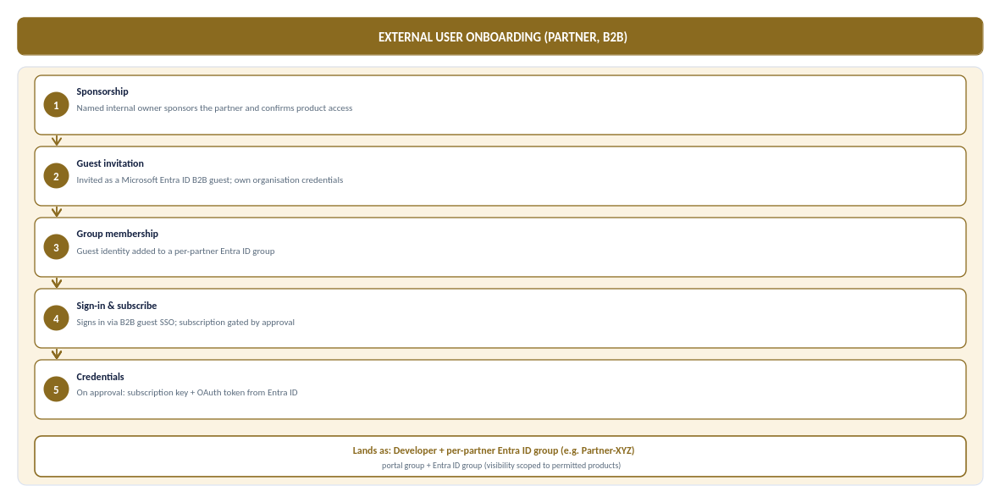 EXTERNAL USER ONBOARDING (PARTNER, B2B)
1
Sponsorship
Named internal owner sponsors the partner and confirms product access
2
Guest invitation
Invited as a Microsoft Entra ID B2B guest; own organisation credentials
3
Group membership
Guest identity added to a per-partner Entra ID group
4
Sign-in & subscribe
Signs in via B2B guest SSO; subscription gated by approval
5
Credentials
On approval: subscription key + OAuth token from Entra ID
Lands as: Developer + per-partner Entra ID group (e.g. Partner-XYZ)
portal group + Entra ID group (visibility scoped to permitted products)